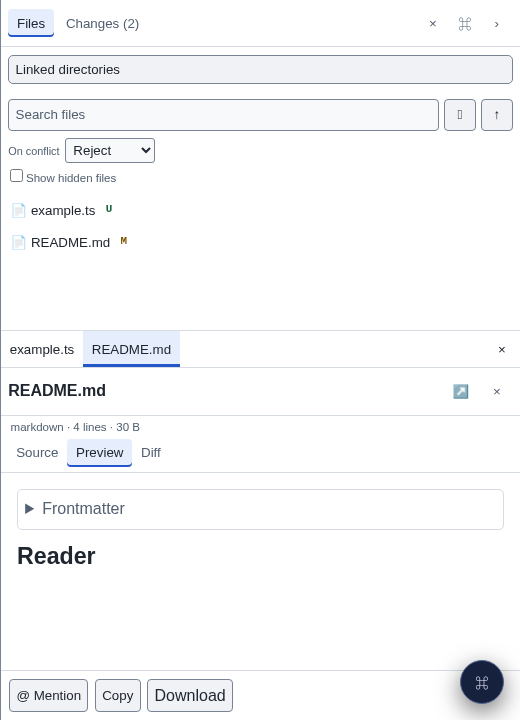 Files Changes (2) × ⌘ ›
Linked directories
Search files ↑
On conflict Reject
Show hidden files
example.ts U
README.md M
example.ts README.md ×
README.md ×
markdown · 4 lines · 30 B
Source Preview Diff
Frontmatter
Reader
@ Mention Copy Download ⌘